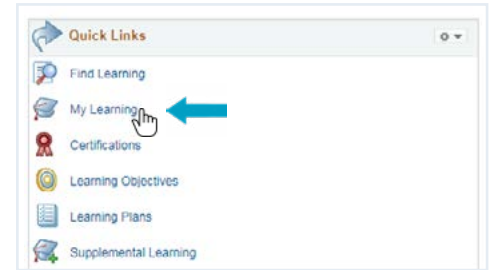 Quick Links
Find Learning
My Learning
Certifications
Learning Objectives
Learning Plans
Supplemental Learning